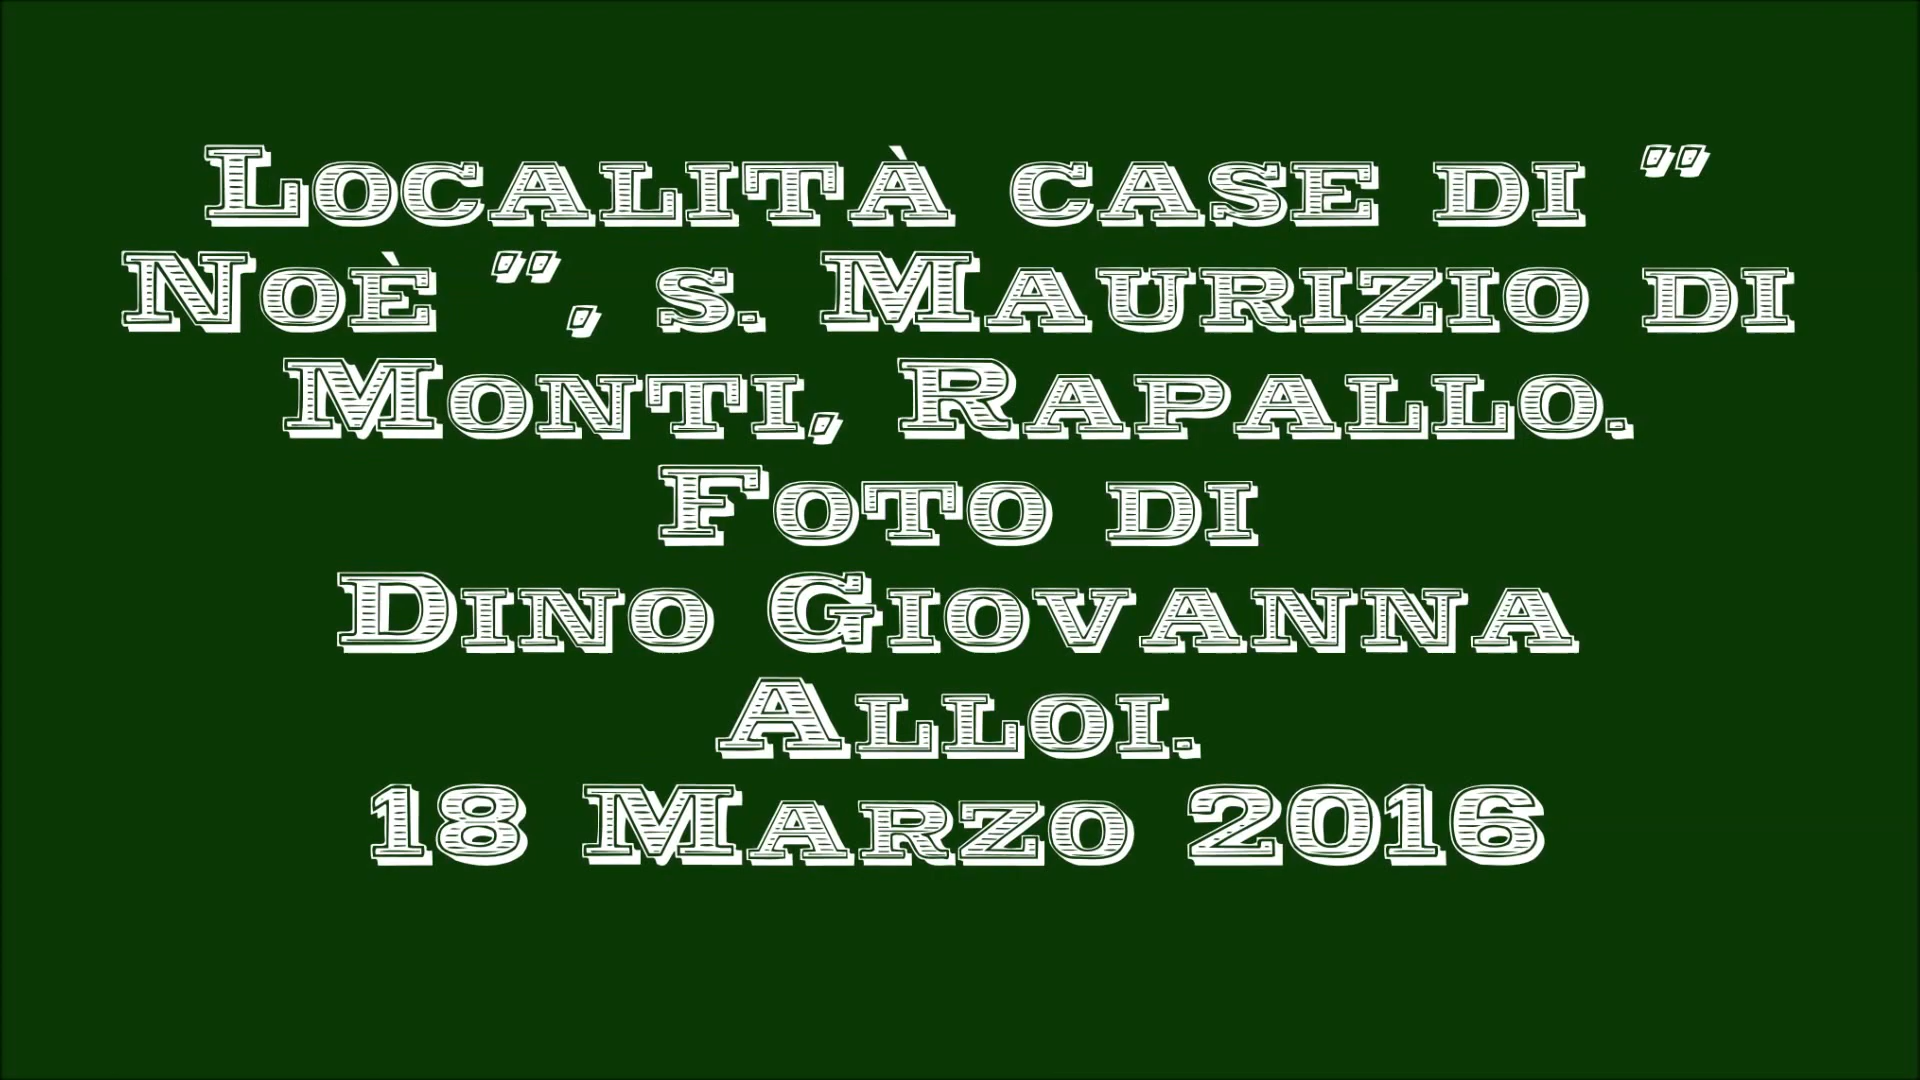 Località case di "
Noè ", s. Maurizio di
Monti, Rapallo.
Foto di
Dino Giovanna
Alloi.
18 Marzo 2016